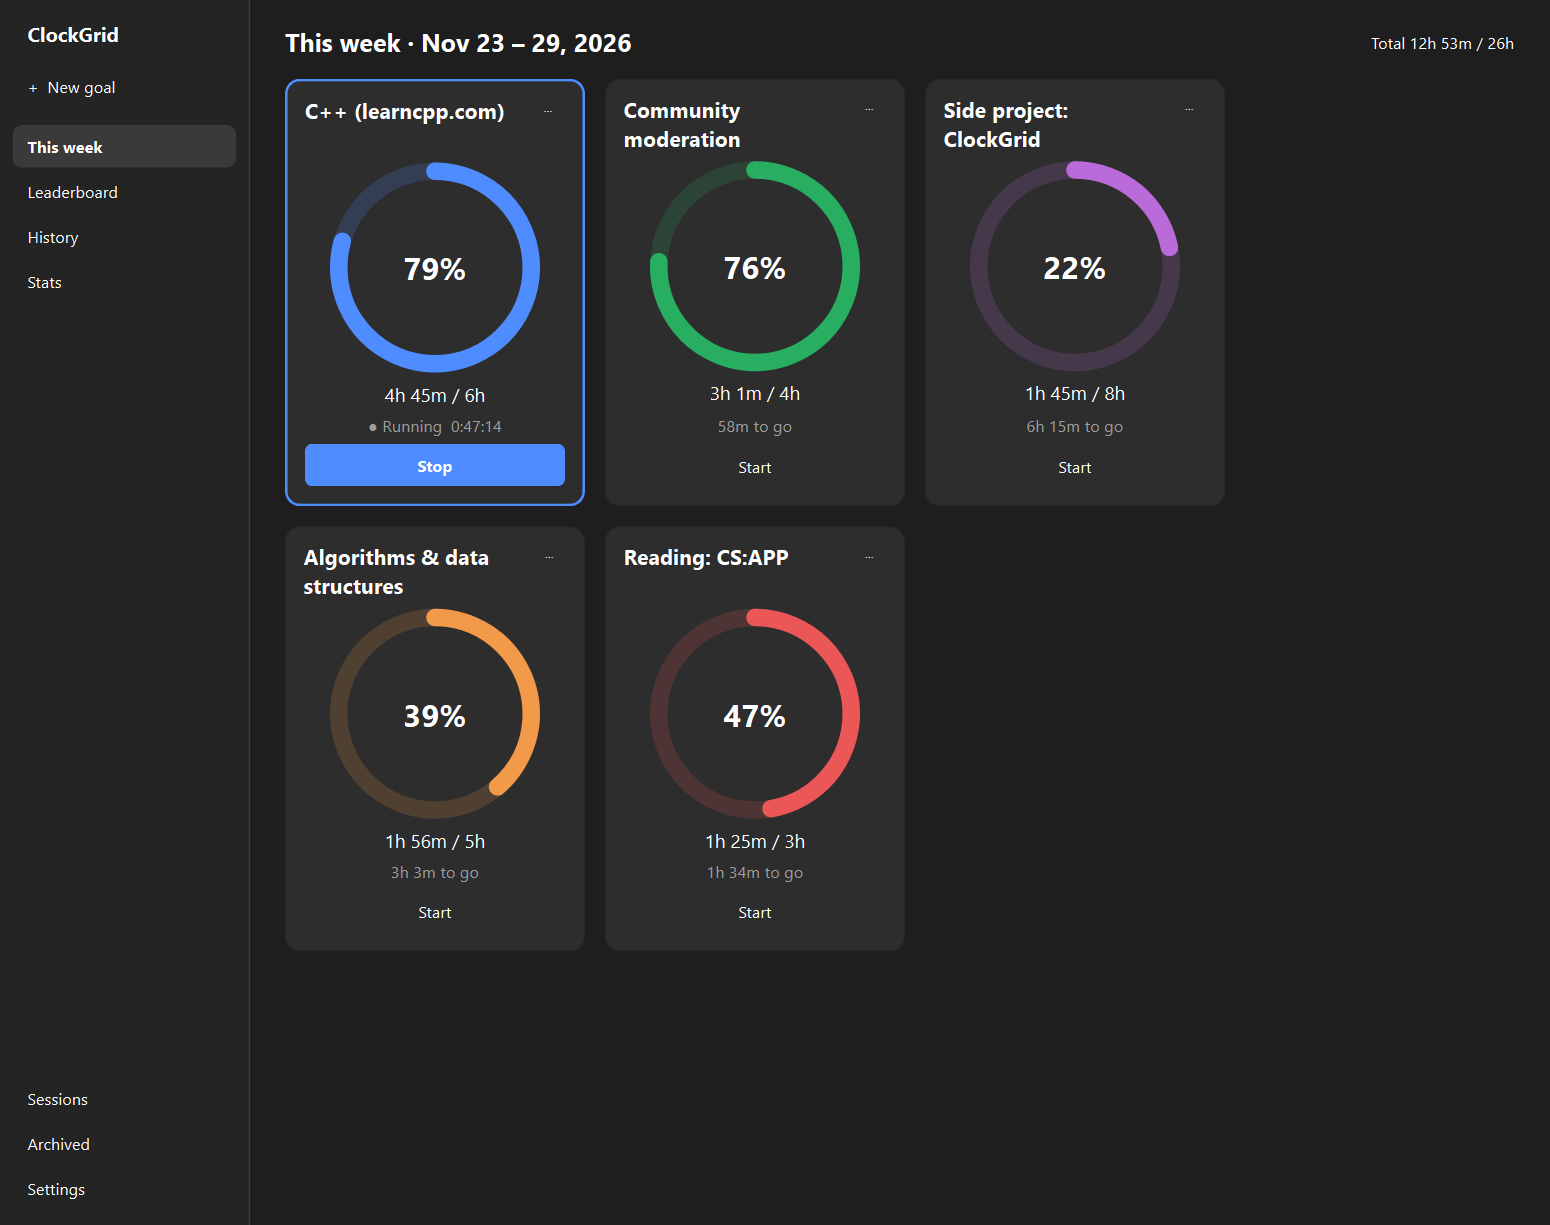 ClockGrid
+ New goal
This week
Leaderboard
History
Stats
Sessions
Archived
Settings
This week · Nov 23 – 29, 2026
Total 12h 53m / 26h
C++ (learncpp.com)
...
79%
4h 45m / 6h
● Running 0:47:14
Stop
Community
moderation
...
76%
3h 1m / 4h
58m to go
Start
Side project:
ClockGrid
...
22%
1h 45m / 8h
6h 15m to go
Start
Algorithms & data
structures
...
39%
1h 56m / 5h
3h 3m to go
Start
Reading: CS:APP
...
47%
1h 25m / 3h
1h 34m to go
Start